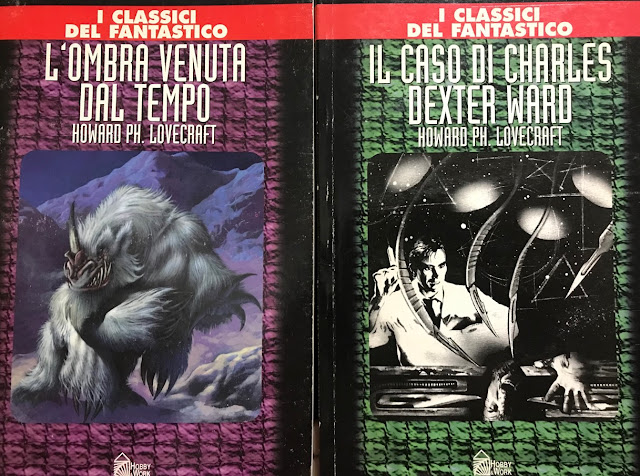 I CLASSICI
DEL FANTASTICO
L'OMBRA VENUTA
DAL TEMPO
HOWARD PH. LOVECRAFT
HOBBY
& WORK
I CLASSICI
DEL FANTASTICO
IL CASO DI CHARLES
DEXTER WARD
HOWARD PH. LOVECRAFT
HOBBY
& WORK